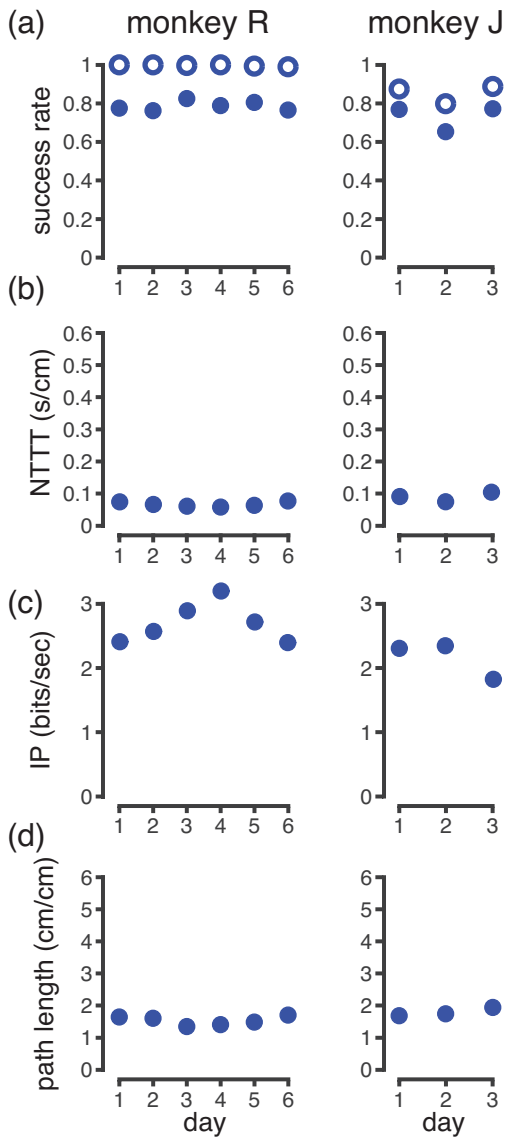 (a) monkey R monkey J
success rate
1
0.8
0.6
0.4
0.2
0
1 2 3 4 5 6
1
0.8
0.6
0.4
0.2
0
1 2 3
(b)
NTTT (s/cm)
0.6
0.5
0.4
0.3
0.2
0.1
0
1 2 3 4 5 6
0.6
0.5
0.4
0.3
0.2
0.1
0
1 2 3
(c)
IP (bits/sec)
3
2
1
0
1 2 3 4 5 6
3
2
1
0
1 2 3
(d)
path length (cm/cm)
6
5
4
3
2
1
0
1 2 3 4 5 6
day
6
5
4
3
2
1
0
1 2 3
day